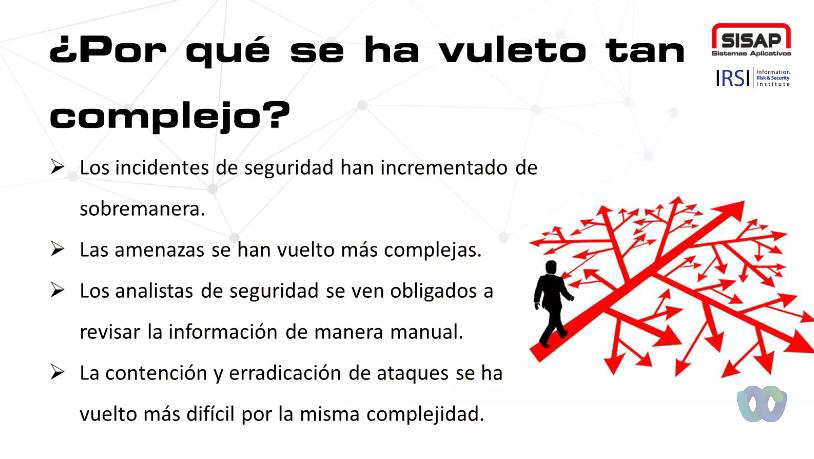 ¿Por qué se ha vuleto tan
complejo?
SISAP
Sistemas Aplicativos
IRSI Information
Risk & Security
Institute
➢ Los incidentes de seguridad han incrementado de
sobremanera.
➢ Las amenazas se han vuelto más complejas.
➢ Los analistas de seguridad se ven obligados a
revisar la información de manera manual.
➢ La contención y erradicación de ataques se ha
vuelto más difícil por la misma complejidad.